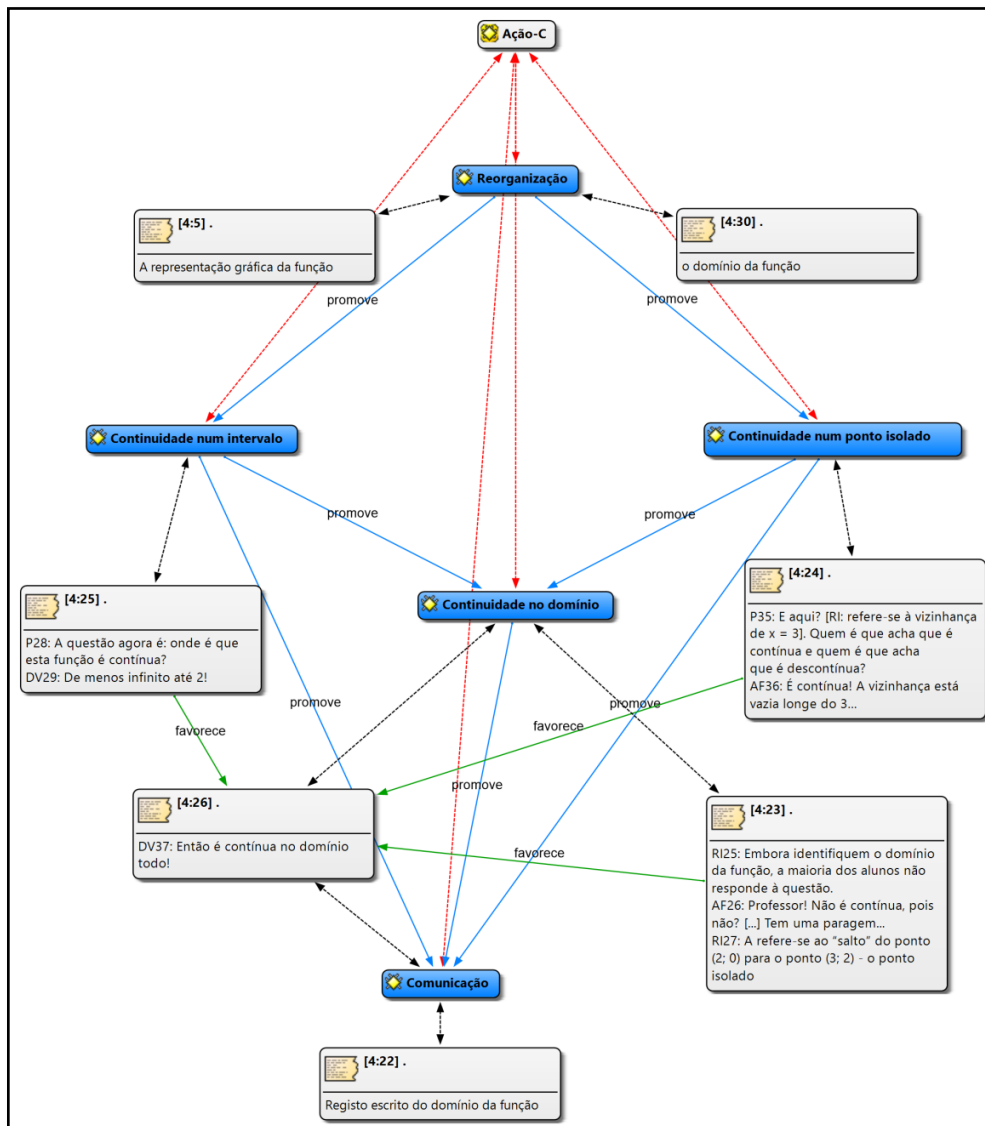 Ação-C
Reorganização
[4:5] .
A representação gráfica da função
[4:30] .
o domínio da função
promove
promove
Continuidade num intervalo
Continuidade num ponto isolado
promove
promove
[4:25] .
P28: A questão agora é: onde é que
esta função é contínua?
DV29: De menos infinito até 2!
Continuidade no domínio
[4:24] .
P35: E aqui? [RI: refere-se à vizinhança
de x = 3]. Quem é que acha que é
contínua e quem é que acha
que é descontínua?
AF36: É contínua! A vizinhança está
vazia longe do 3...
favorece
promove
favorece
promove
promove
[4:26] .
DV37: Então é contínua no domínio
todo!
favorece
[4:23] .
RI25: Embora identifiquem o domínio
da função, a maioria dos alunos não
responde à questão.
AF26: Professor! Não é contínua, pois
não? [...] Tem uma paragem...
RI27: A refere-se ao “salto” do ponto
(2; 0) para o ponto (3; 2) - o ponto
isolado
Comunicação
[4:22] .
Registo escrito do domínio da função